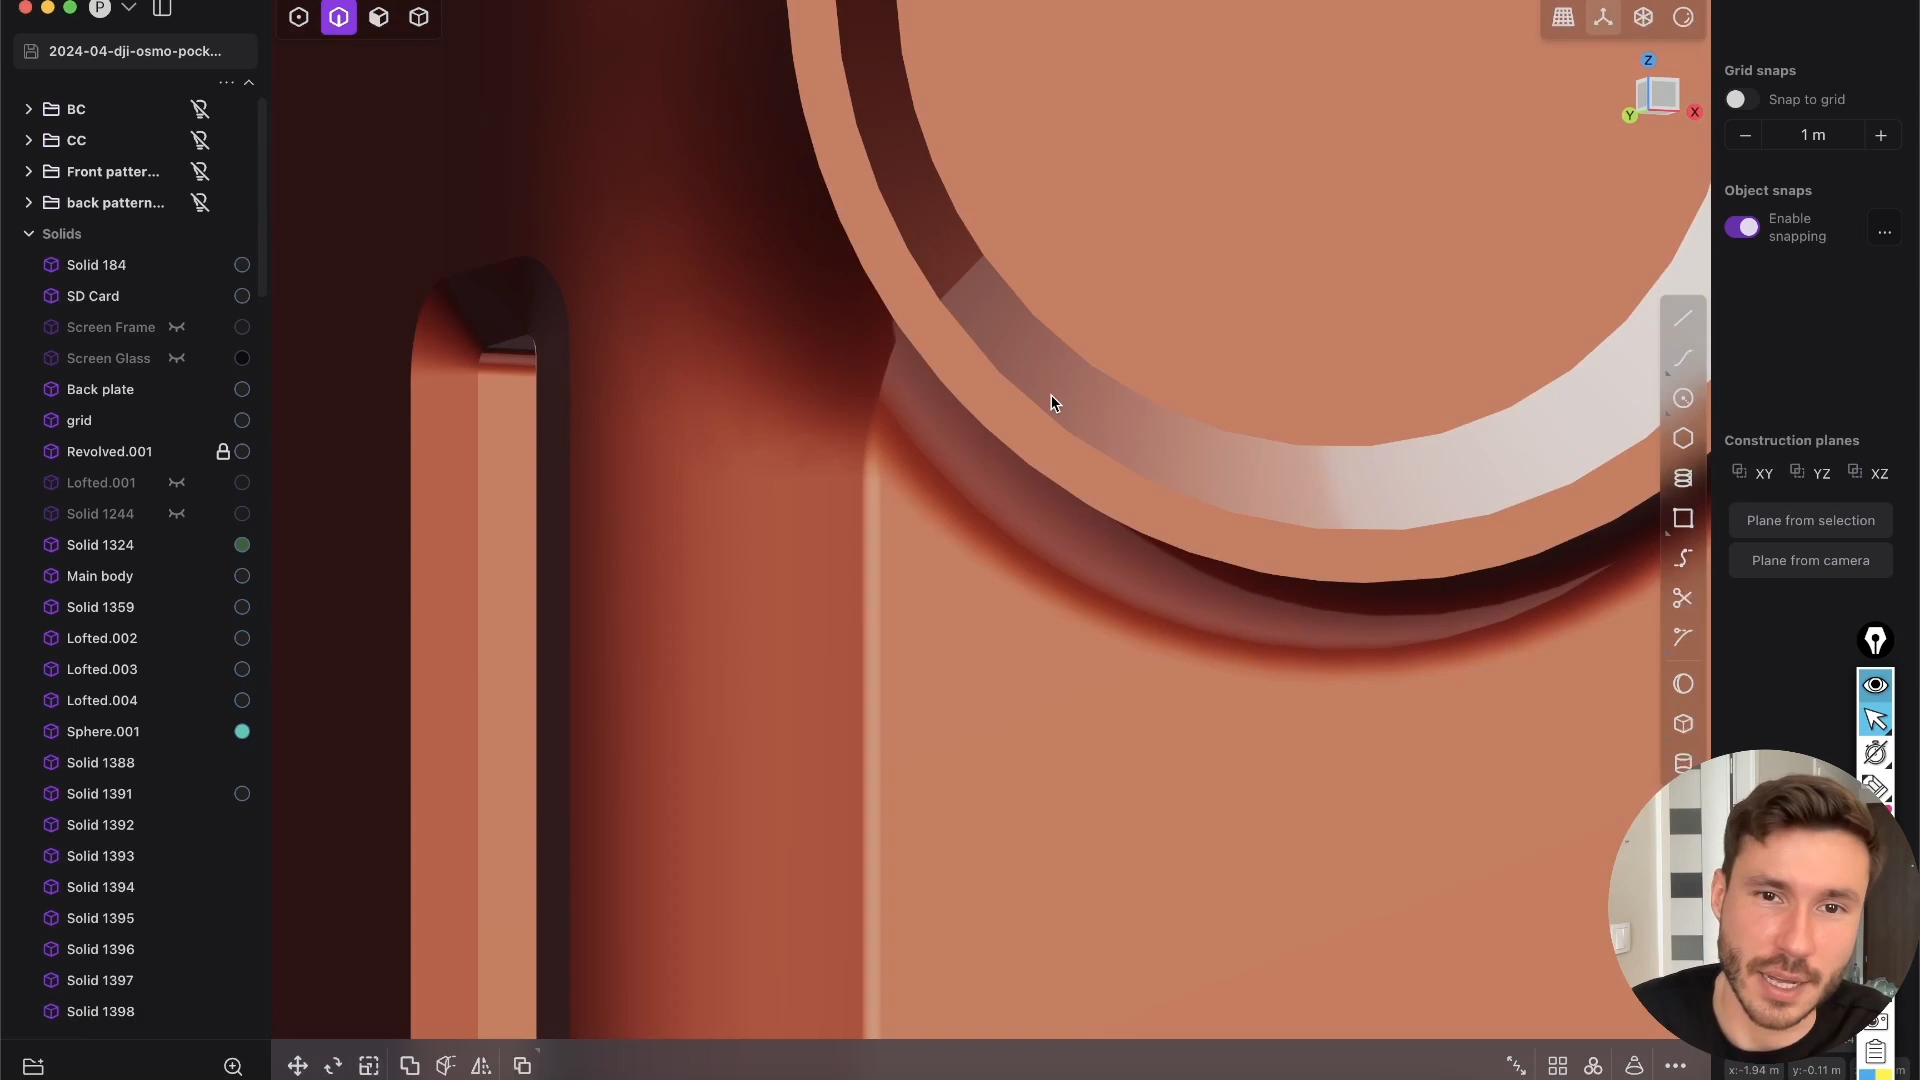 P
2024-04-dji-osmo-pock...
BC
CC
Front patter...
back pattern...
Solids
Solid 184
SD Card
Screen Frame
Screen Glass
Back plate
grid
Revolved.001
Lofted.001
Solid 1244
Solid 1324
Main body
Solid 1359
Lofted.002
Lofted.003
Lofted.004
Sphere.001
Solid 1388
Solid 1391
Solid 1392
Solid 1393
Solid 1394
Solid 1395
Solid 1396
Solid 1397
Solid 1398
Z
Y
X
Grid snaps
Snap to grid
1 m
Object snaps
Enable
snapping
...
Construction planes
XY YZ XZ
Plane from selection
Plane from camera
x:-1.94 m y:-0.11 m